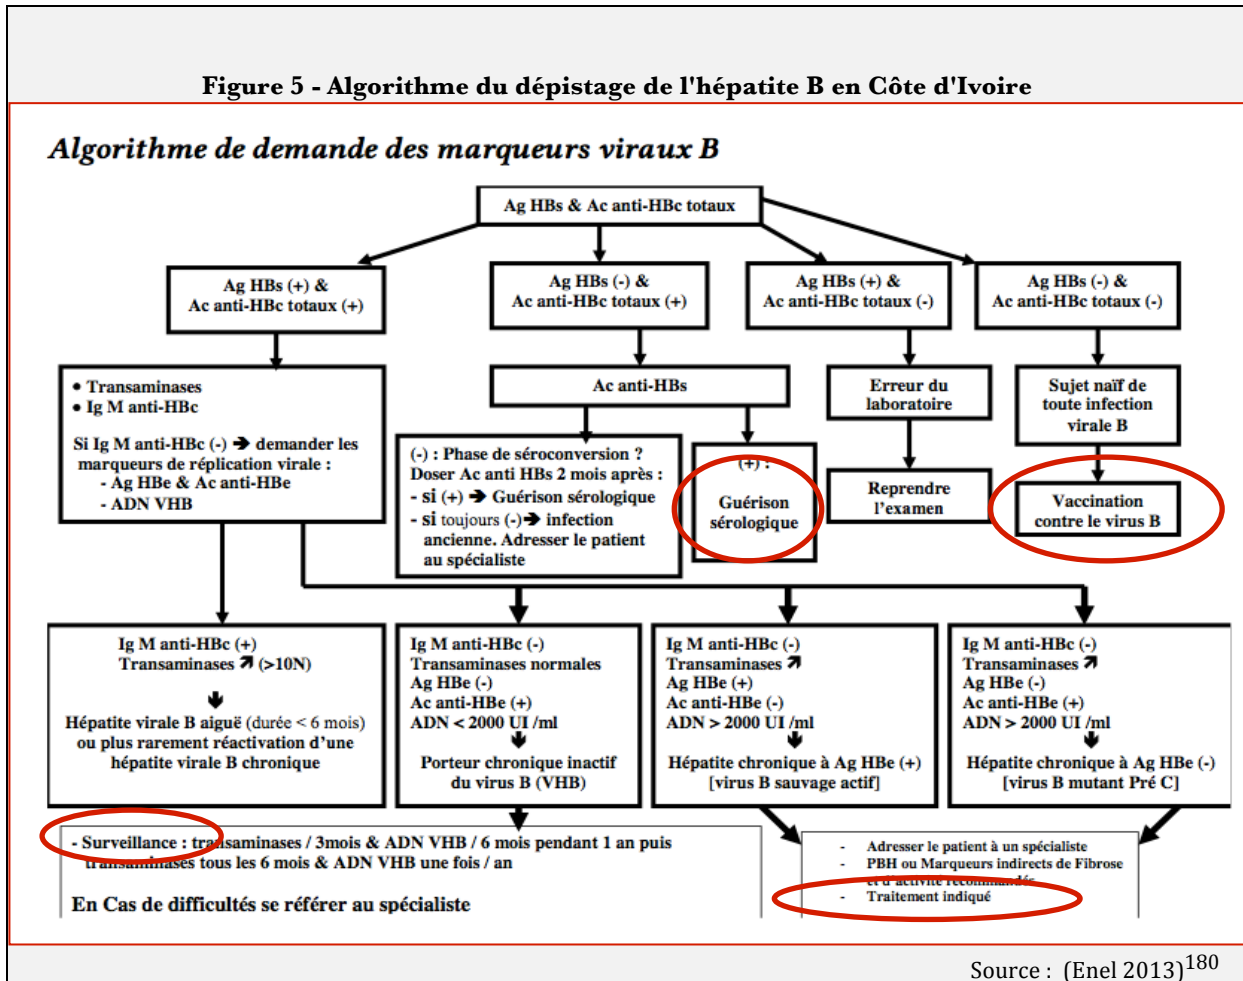 Figure 5 - Algorithme du dépistage de l'hépatite B en Côte d'Ivoire
Algorithme de demande des marqueurs viraux B
Ag HBs & Ac anti-HBc totaux
Ag HBs (+) &
Ac anti-HBc totaux (+)
Ag HBs (-) &
Ac anti-HBc totaux (+)
Ag HBs (+) &
Ac anti-HBc totaux (-)
Ag HBs (-) &
Ac anti-HBc totaux (-)
• Transaminases
• Ig M anti-HBc
Si Ig M anti-HBc (-) ➔ demander les
marqueurs de réplication virale :
- Ag HBe & Ac anti-HBe
- ADN VHB
Ac anti-HBs
(-) : Phase de séroconversion ?
Doser Ac anti HBs 2 mois après :
- si (+) ➔ Guérison sérologique
- si toujours (-)➔ infection
ancienne. Adresser le patient
au spécialiste
(+) :
Guérison
sérologique
Erreur du
laboratoire
Reprendre
l'examen
Sujet naïf de
toute infection
virale B
Vaccination
contre le virus B
Ig M anti-HBc (+)
Transaminases ↗ (>10N)
Hépatite virale B aiguë (durée < 6 mois)
ou plus rarement réactivation d'une
hépatite virale B chronique
Ig M anti-HBc (-)
Transaminases normales
Ag HBe (-)
Ac anti-HBe (+)
ADN < 2000 UI /ml
Porteur chronique inactif
du virus B (VHB)
Ig M anti-HBc (-)
Transaminases ↗
Ag HBe (+)
Ac anti-HBe (-)
ADN > 2000 UI /ml
Hépatite chronique à Ag HBe (+)
[virus B sauvage actif]
Ig M anti-HBc (-)
Transaminases ↗
Ag HBe (-)
Ac anti-HBe (+)
ADN > 2000 UI /ml
Hépatite chronique à Ag HBe (-)
[virus B mutant Pré C]
- Surveillance : transaminases / 3mois & ADN VHB / 6 mois pendant 1 an puis
transaminases tous les 6 mois & ADN VHB une fois / an
En Cas de difficultés se référer au spécialiste
- Adresser le patient à un spécialiste
- PBH ou Marqueurs indirects de Fibrose
et d'activité recommandés
- Traitement indiqué
Source : (Enel 2013)180